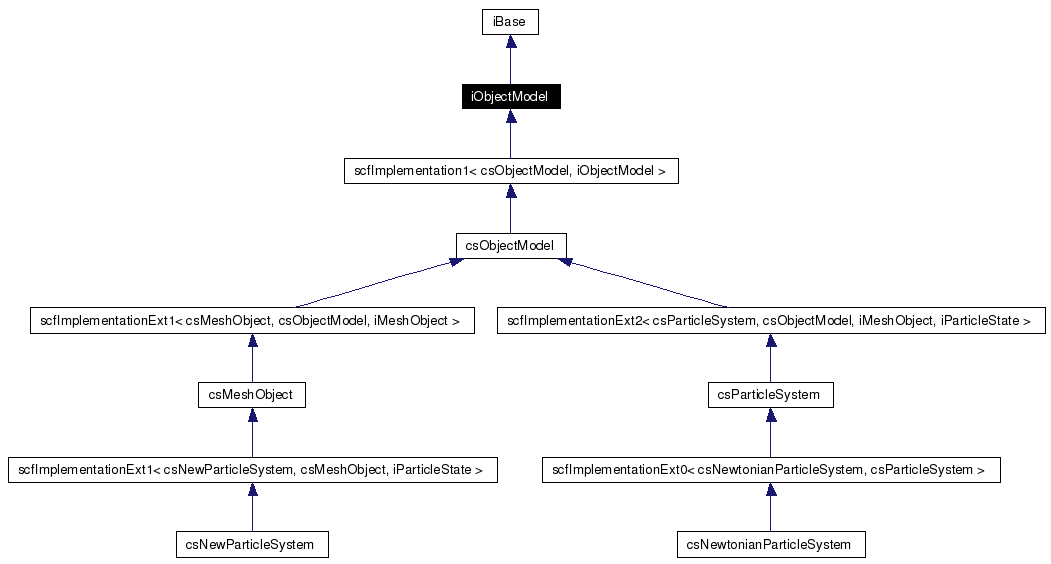 iBase
iObjectModel
scfImplementation1< csObjectModel, iObjectModel >
csObjectModel
scfImplementationExt1< csMeshObject, csObjectModel, iMeshObject >
scfImplementationExt2< csParticleSystem, csObjectModel, iMeshObject, iParticleState >
csMeshObject
csParticleSystem
scfImplementationExt1< csNewParticleSystem, csMeshObject, iParticleState >
scfImplementationExt0< csNewtonianParticleSystem, csParticleSystem >
csNewParticleSystem
csNewtonianParticleSystem